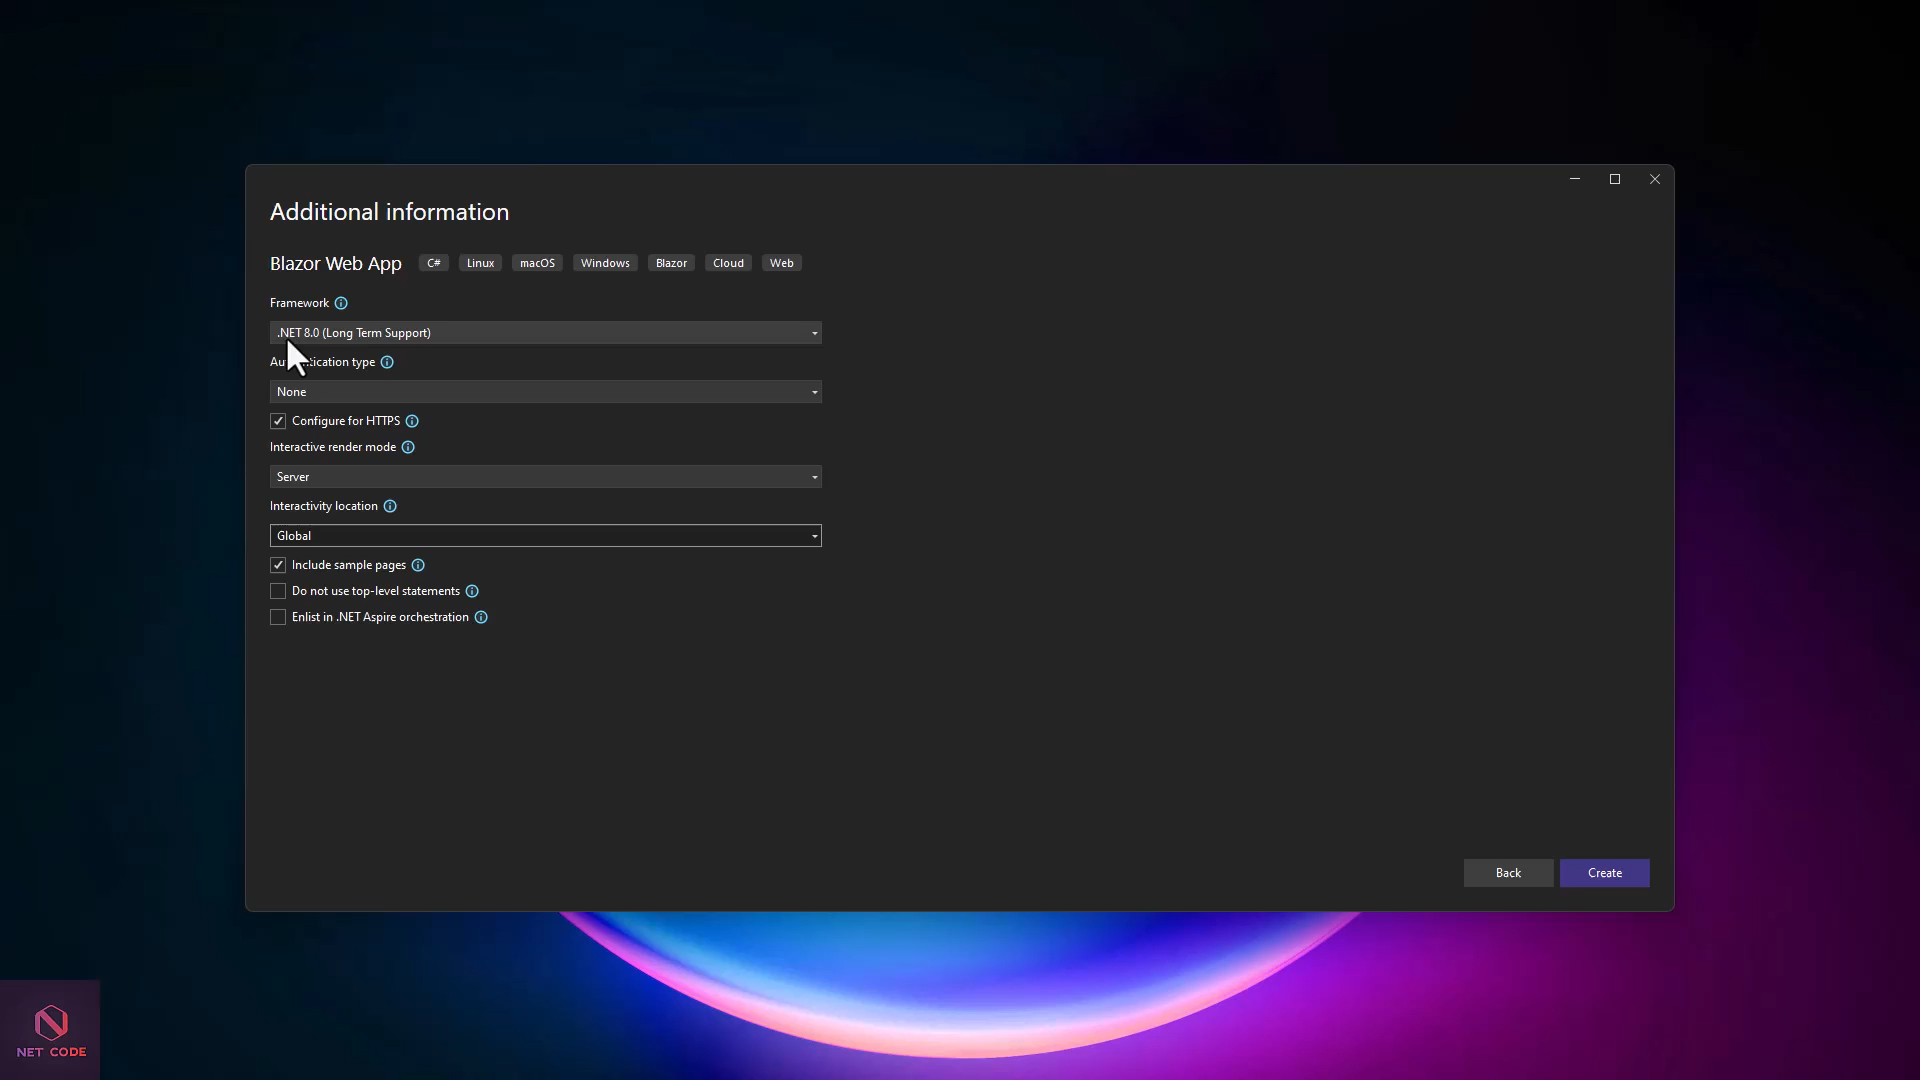 Additional information
Blazor Web App C# Linux macOS Windows Blazor Cloud Web
Framework
.NET 8.0 (Long Term Support)
Au tication type
None
Configure for HTTPS
Interactive render mode
Server
Interactivity location
Global
Include sample pages
Do not use top-level statements
Enlist in .NET Aspire orchestration
Back Create
NET CODE